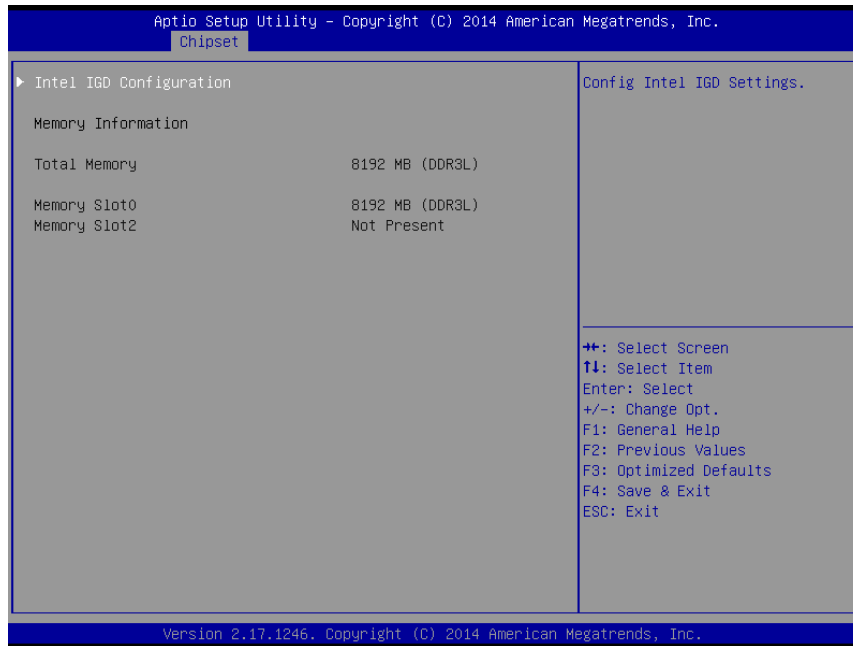 Aptio Setup Utility – Copyright (C) 2014 American Megatrends, Inc.
Chipset
Intel IGD Configuration
Memory Information
Total Memory 8192 MB (DDR3L)
Memory Slot0 8192 MB (DDR3L)
Memory Slot2 Not Present
Config Intel IGD Settings.
→←: Select Screen
↑↓: Select Item
Enter: Select
+/-: Change Opt.
F1: General Help
F2: Previous Values
F3: Optimized Defaults
F4: Save & Exit
ESC: Exit
Version 2.17.1246. Copyright (C) 2014 American Megatrends, Inc.